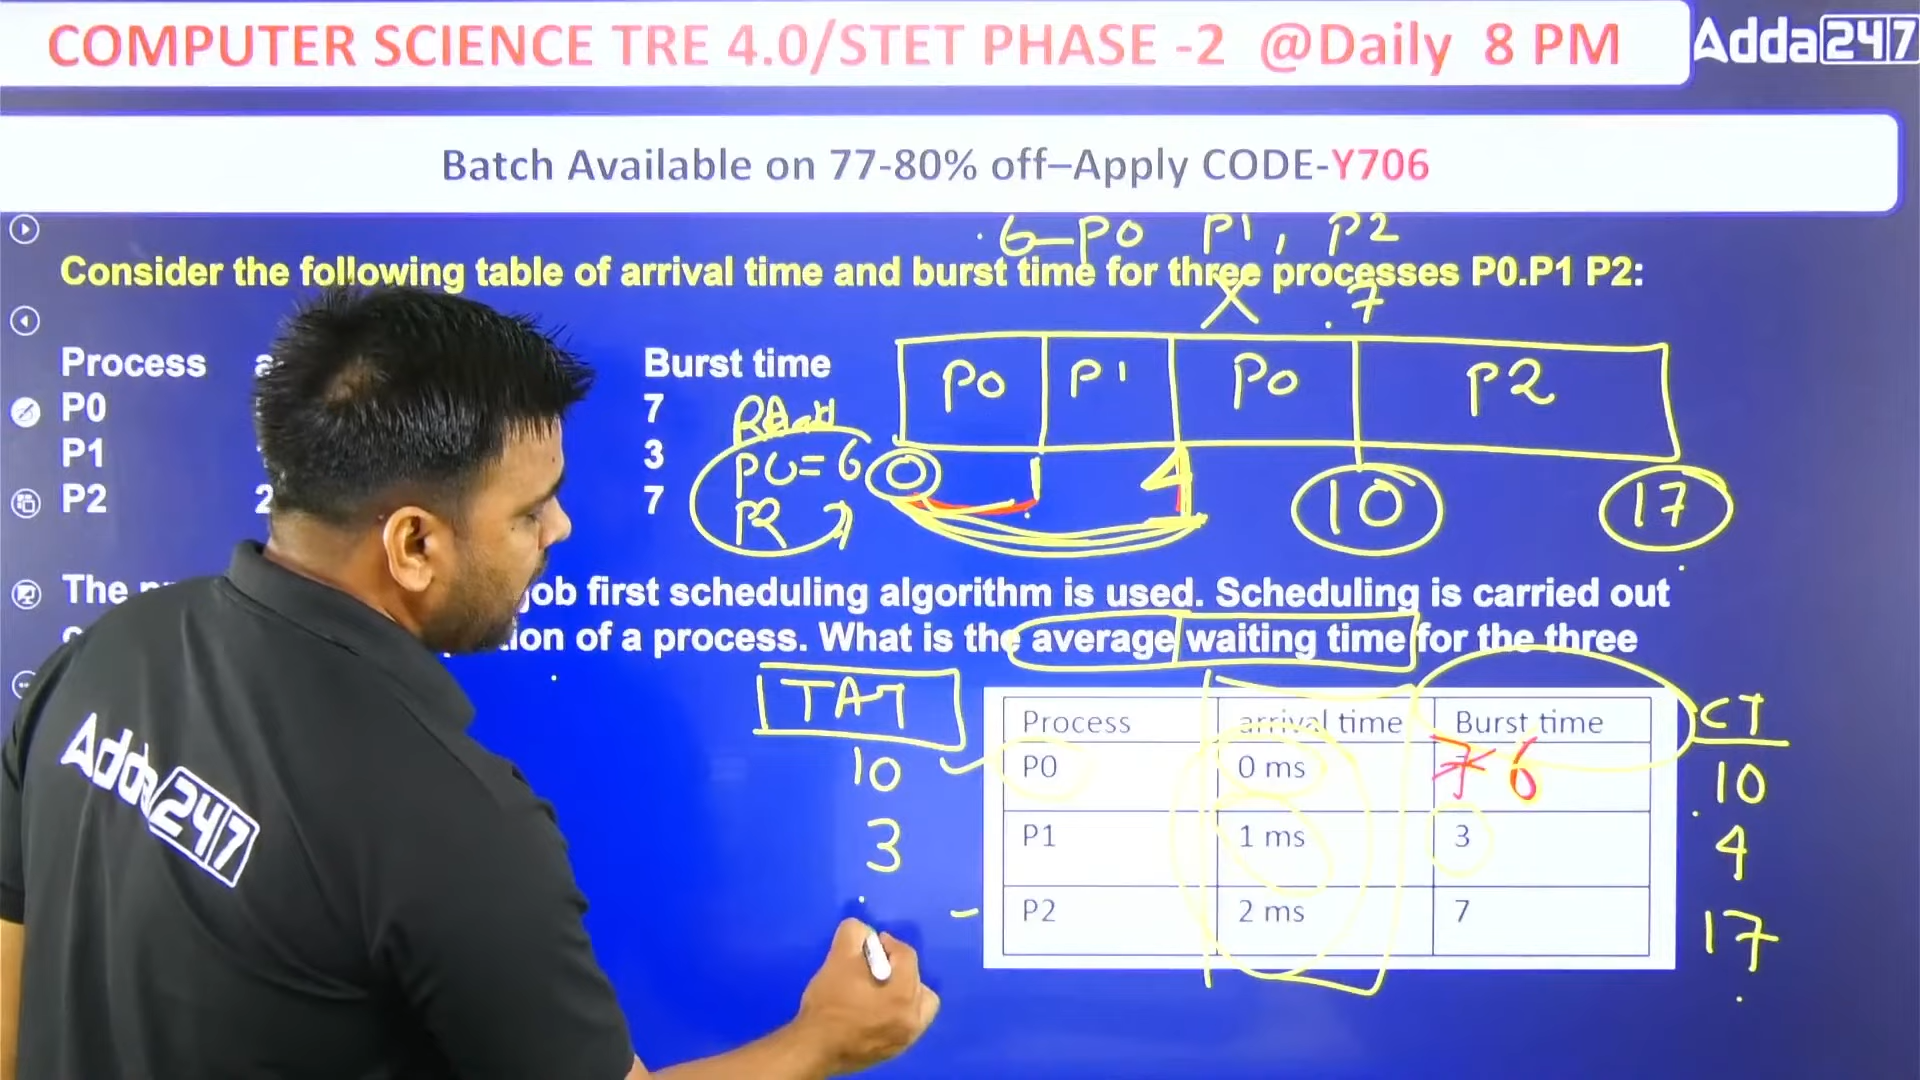 COMPUTER SCIENCE TRE 4.0/STET PHASE -2 @Daily 8 PM
Adda247
Batch Available on 77-80% off–Apply CODE-Y706
6-P0 P1, P2
Consider the following table of arrival time and burst time for three processes P0.P1 P2:
X .7
Process Burst time
P0 7
P1 3
P2 2 7
P0 P1 P0 P2
P0=6
P2 7
0 1 4 10 17
The job first scheduling algorithm is used. Scheduling is carried out
of a process. What is the average waiting time for the three
TAT
Process arrival time Burst time CT
10 P0 0 ms 7 6 10
3 P1 1 ms 3 4
P2 2 ms 7 17
Adda247